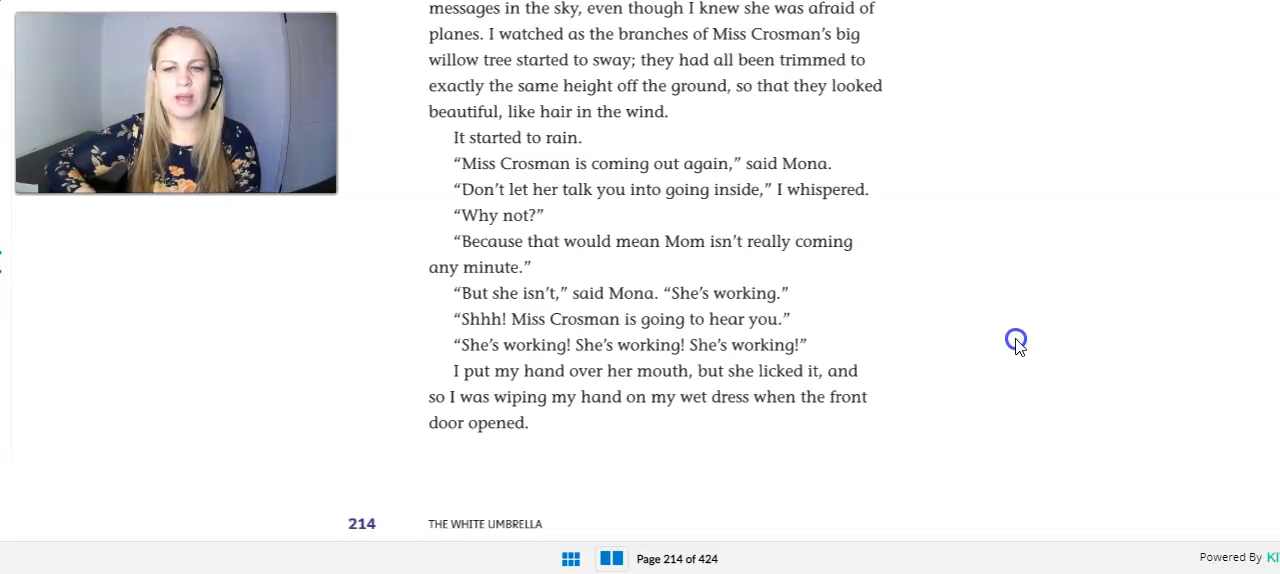 messages in the sky, even though I knew she was afraid of
planes. I watched as the branches of Miss Crosman’s big
willow tree started to sway; they had all been trimmed to
exactly the same height off the ground, so that they looked
beautiful, like hair in the wind.
It started to rain.
“Miss Crosman is coming out again,” said Mona.
“Don’t let her talk you into going inside,” I whispered.
“Why not?”
“Because that would mean Mom isn’t really coming
any minute.”
“But she isn’t,” said Mona. “She’s working.”
“Shhh! Miss Crosman is going to hear you.”
“She’s working! She’s working! She’s working!”
I put my hand over her mouth, but she licked it, and
so I was wiping my hand on my wet dress when the front
door opened.
214 THE WHITE UMBRELLA
Page 214 of 424
Powered By